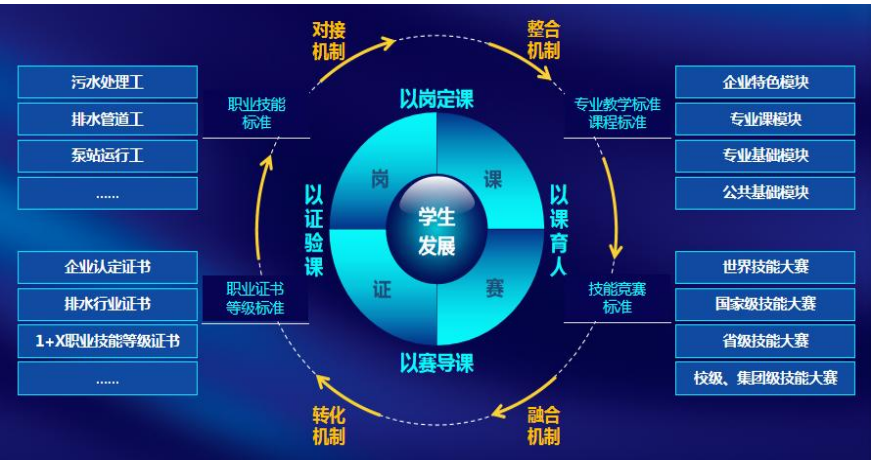 对接
机制
整合
机制
污水处理工
排水管道工
泵站运行工
……
职业技能
标准
以岗定课
专业教学标准
课程标准
企业特色模块
专业课模块
专业基础模块
公共基础模块
岗
课
以证验课
学生
发展
以课育人
证
赛
企业认定证书
排水行业证书
1+X职业技能等级证书
……
职业证书
等级标准
以赛导课
技能竞赛
标准
世界技能大赛
国家级技能大赛
省级技能大赛
校级、集团级技能大赛
转化
机制
融合
机制